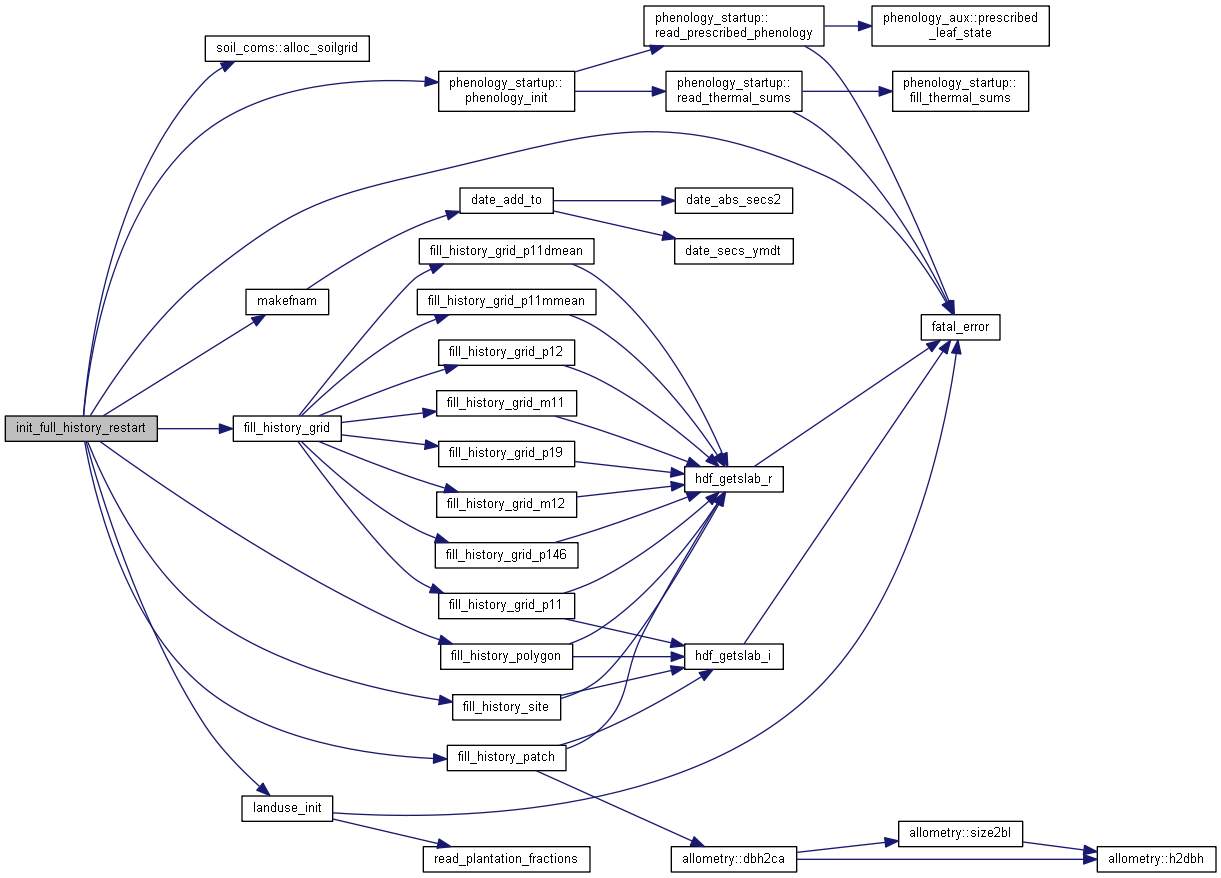 phenology_startup::
read_prescribed_phenology
phenology_aux::prescribed
_leaf_state
soil_coms::alloc_soilgrid
phenology_startup::
phenology_init
phenology_startup::
read_thermal_sums
phenology_startup::
fill_thermal_sums
date_add_to
date_abs_secs2
fill_history_grid_p11dmean
date_secs_ymdt
makefnam
fill_history_grid_p11mmean
fatal_error
fill_history_grid_p12
fill_history_grid_m11
init_full_history_restart
fill_history_grid
fill_history_grid_p19
hdf_getslab_r
fill_history_grid_m12
fill_history_grid_p146
fill_history_grid_p11
fill_history_polygon
hdf_getslab_i
fill_history_site
fill_history_patch
landuse_init
allometry::size2bl
read_plantation_fractions
allometry::dbh2ca
allometry::h2dbh